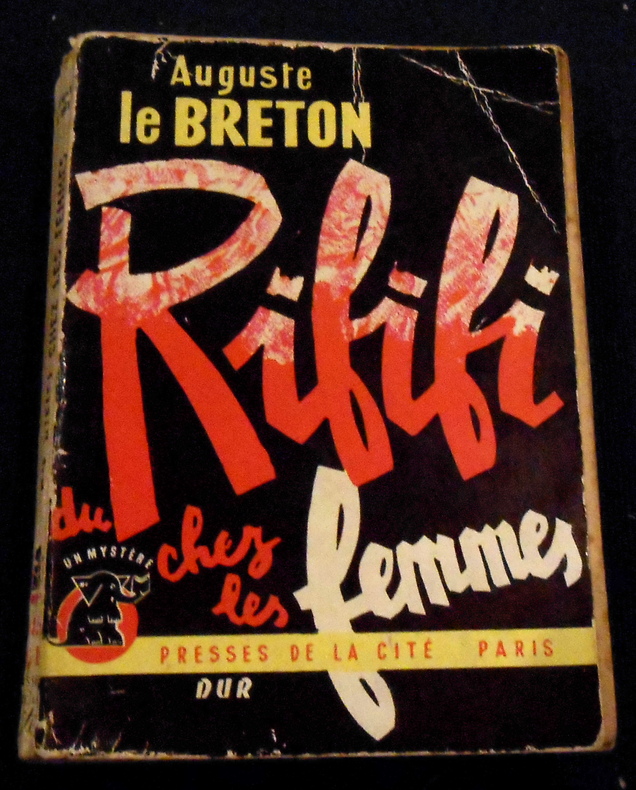 Auguste
le BRETON
du Rififi
chez
les
femmes
UN MYSTÈRE
PRESSES DE LA CITÉ PARIS
DUR